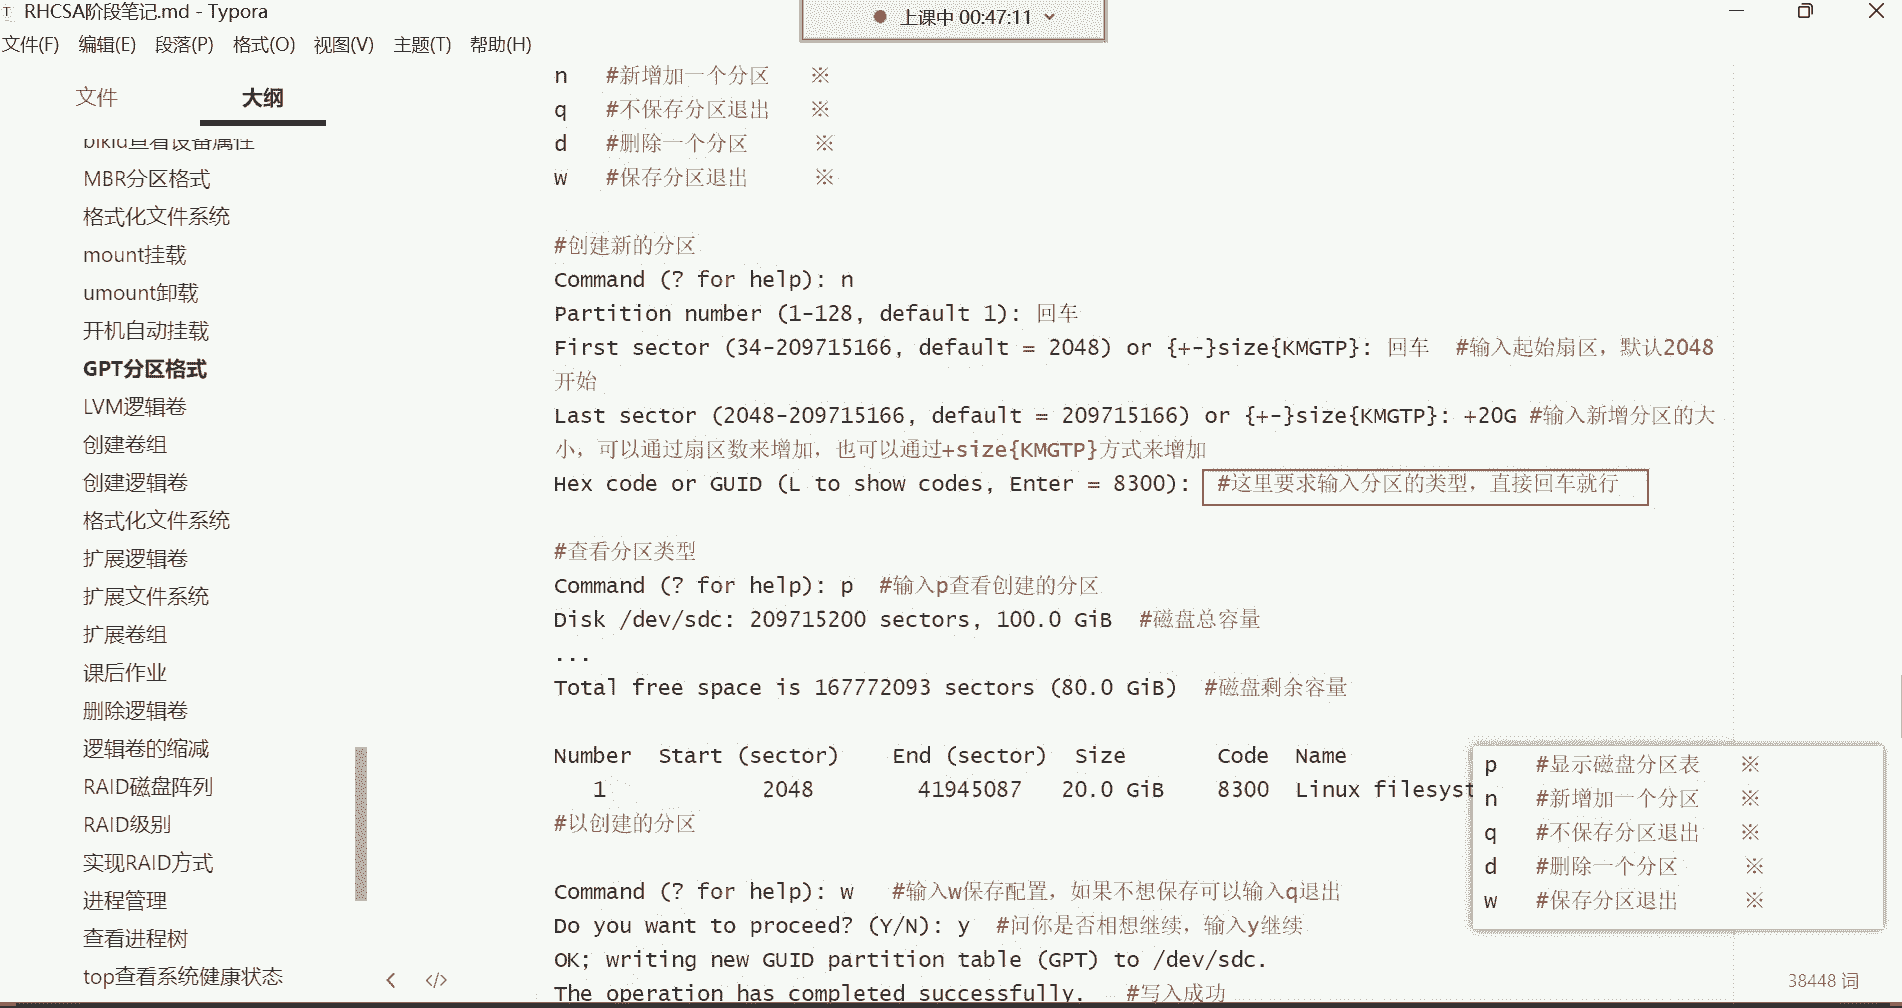 RHCSA阶段笔记.md - Typora
上课中 00:47:11
文件(F) 编辑(E) 段落(P) 格式(O) 视图(V) 主题(T) 帮助(H)
文件 大纲
blkid查看设备属性
MBR分区格式
格式化文件系统
mount挂载
umount卸载
开机自动挂载
GPT分区格式
LVM逻辑卷
创建卷组
创建逻辑卷
格式化文件系统
扩展逻辑卷
扩展文件系统
扩展卷组
课后作业
删除逻辑卷
逻辑卷的缩减
RAID磁盘阵列
RAID级别
实现RAID方式
进程管理
查看进程树
top查看系统健康状态
n #新增加一个分区 ※
q #不保存分区退出 ※
d #删除一个分区 ※
w #保存分区退出 ※
#创建新的分区
Command (? for help): n
Partition number (1-128, default 1): 回车
First sector (34-209715166, default = 2048) or {+-}size{KMGTP}: 回车 #输入起始扇区，默认2048
开始
Last sector (2048-209715166, default = 209715166) or {+-}size{KMGTP}: +20G #输入新增分区的大
小，可以通过扇区数来增加，也可以通过+size{KMGTP}方式来增加
Hex code or GUID (L to show codes, Enter = 8300): #这里要求输入分区的类型，直接回车就行
#查看分区类型
Command (? for help): p #输入p查看创建的分区
Disk /dev/sdc: 209715200 sectors, 100.0 GiB #磁盘总容量
...
Total free space is 167772093 sectors (80.0 GiB) #磁盘剩余容量
Number Start (sector) End (sector) Size Code Name
1 2048 41945087 20.0 GiB 8300 Linux filesyst
#以创建的分区
Command (? for help): w #输入w保存配置，如果不想保存可以输入q退出
Do you want to proceed? (Y/N): y #问你是否相想继续，输入y继续
OK; writing new GUID partition table (GPT) to /dev/sdc.
The operation has completed successfully. #写入成功
p #显示磁盘分区表 ※
n #新增加一个分区 ※
q #不保存分区退出 ※
d #删除一个分区 ※
w #保存分区退出 ※
38448 词